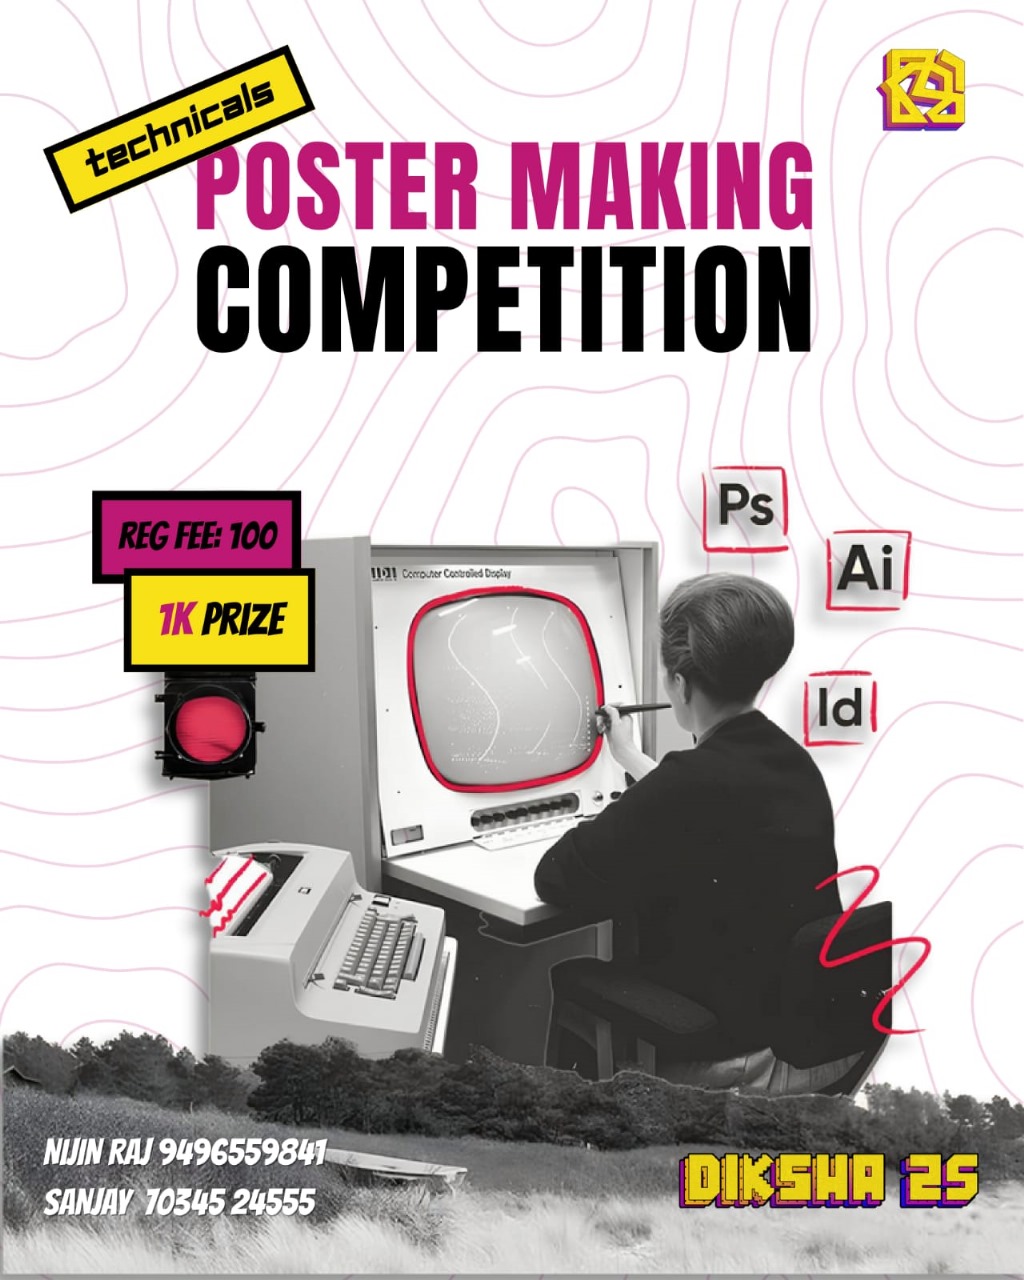 technicals
POSTER MAKING
COMPETITION
Ps
Ai
REG FEE: 100
1K PRIZE
Computer Controlled Display
Id
NIJIN RAJ 9496559841
SANJAY 70345 24555
DIKSHA 25